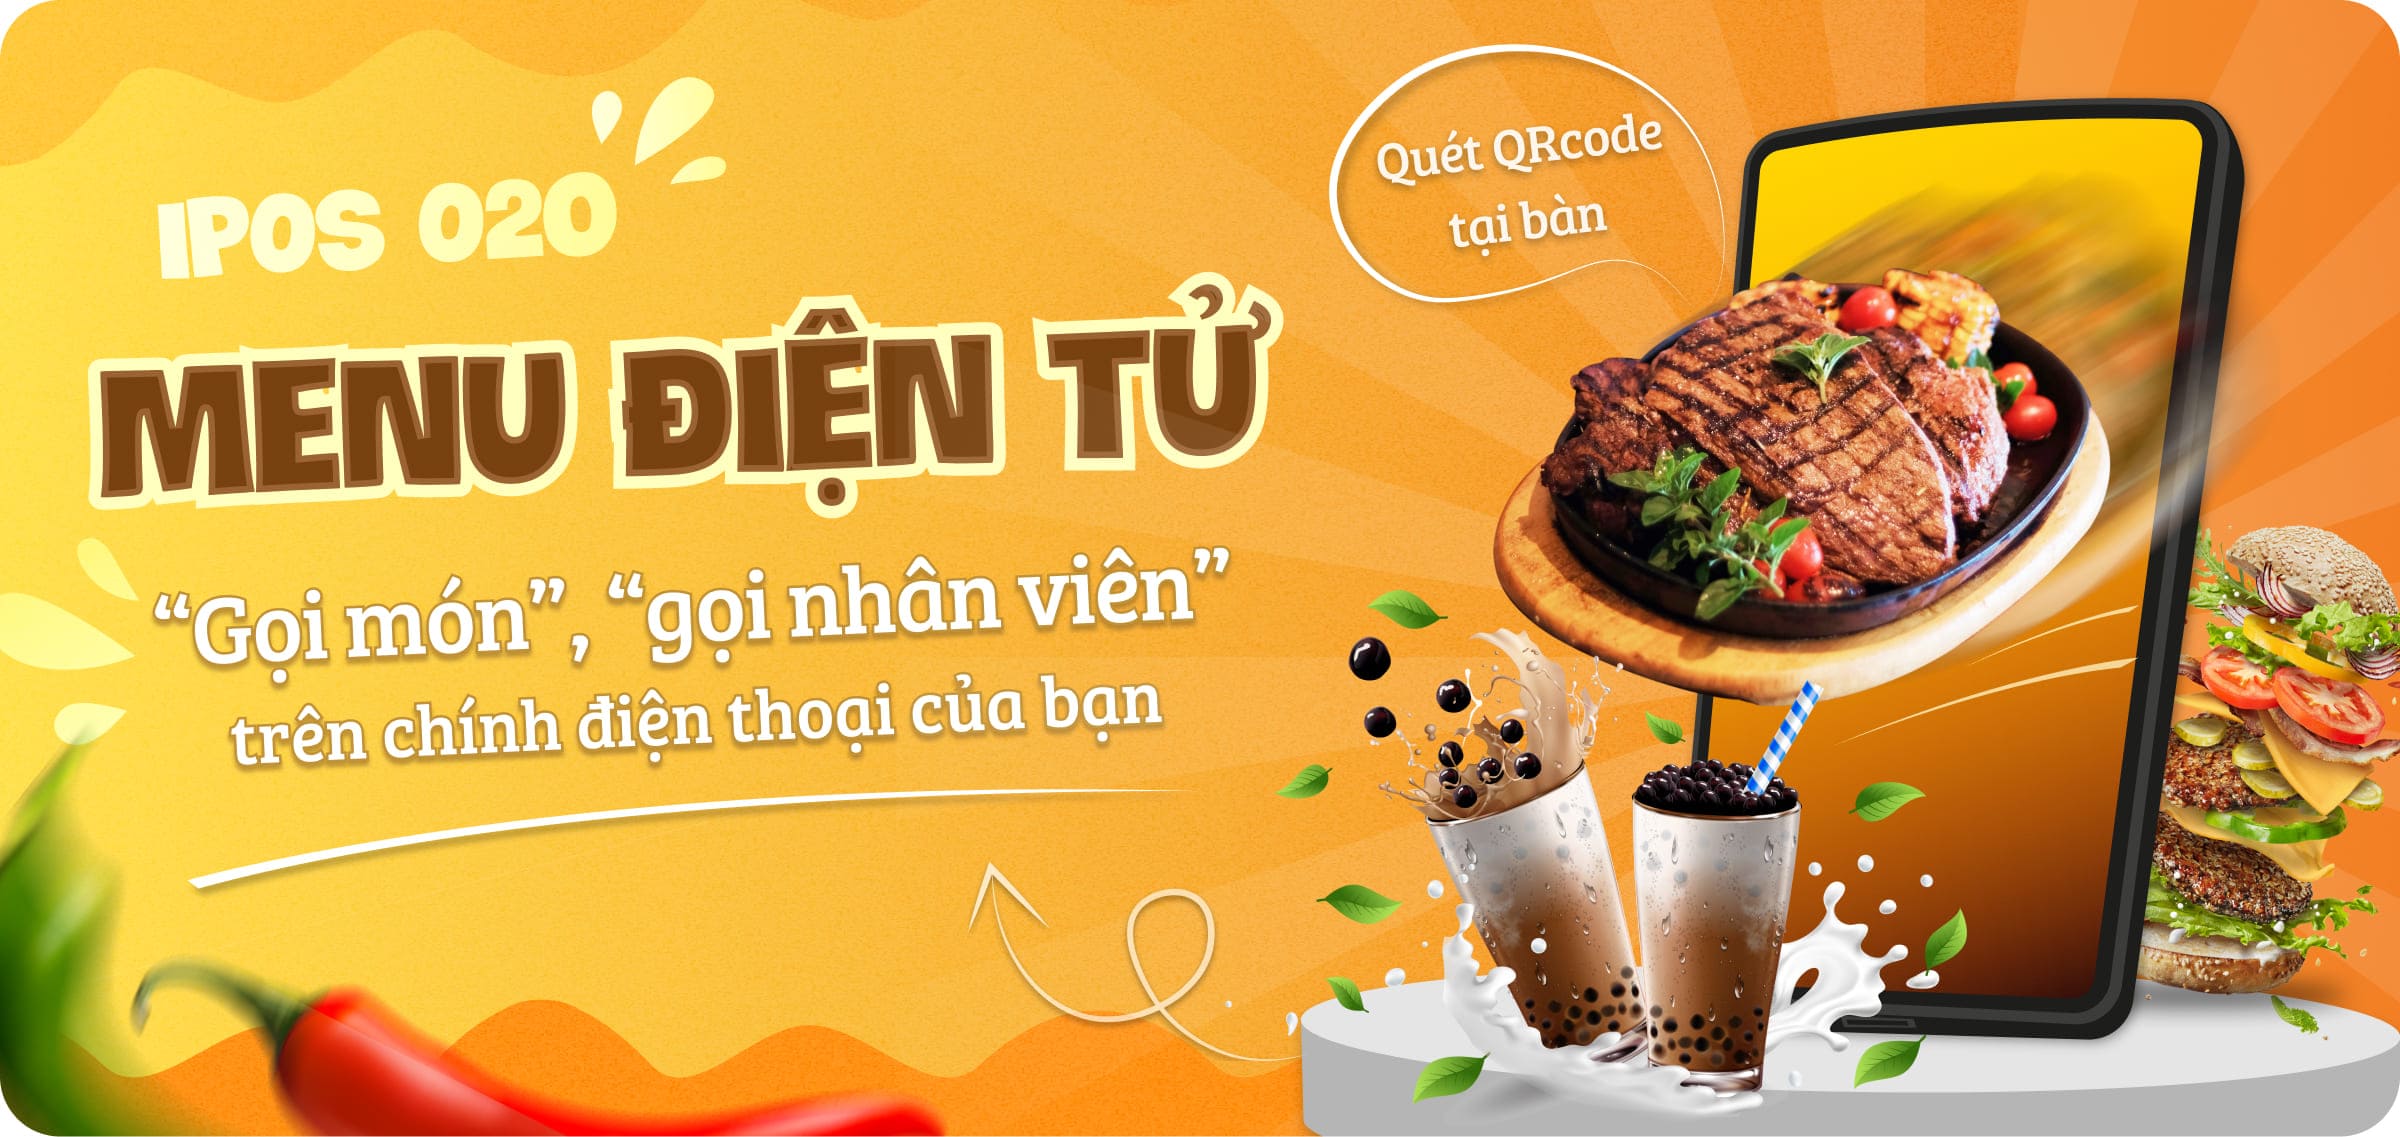 IPOS O2O
MENU ĐIỆN TỬ
“Gọi món”, “gọi nhân viên”
trên chính điện thoại của bạn
Quét QRcode
tại bàn